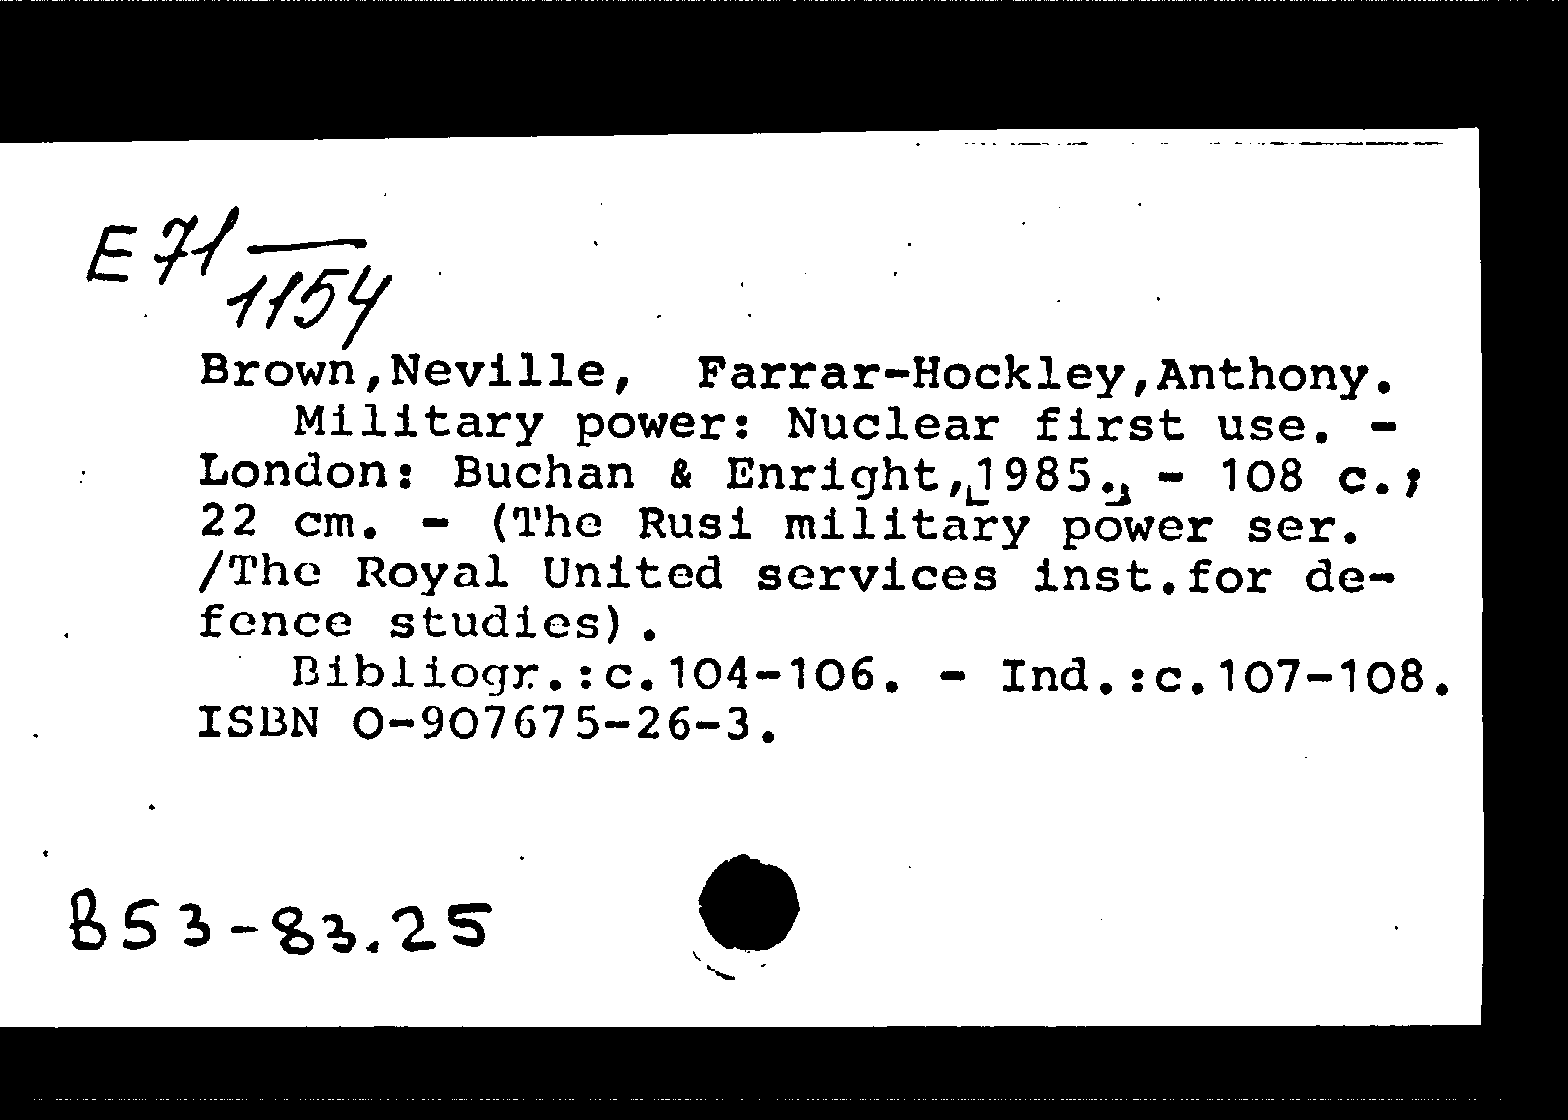 E 71
1154
Brown,Neville, Farrar-Hockley,Anthony.
Military power: Nuclear first use. -
London: Buchan & Enright,[1985.] - 108 c.;
22 cm. - (The Rusi military power ser.
/The Royal United services inst.for de-
fence studies).
Bibliogr.:c.104-106. - Ind.:c.107-108.
ISBN 0-907675-26-3.
B53-83.25